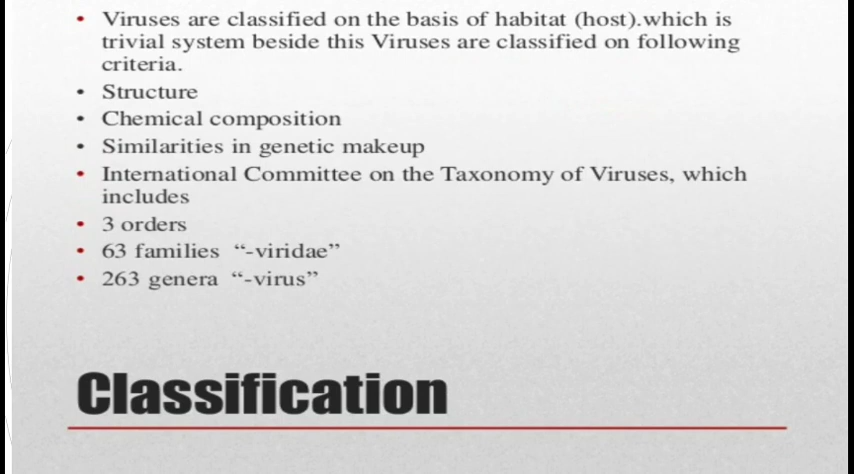 • Viruses are classified on the basis of habitat (host).which is
trivial system beside this Viruses are classified on following
criteria.
• Structure
• Chemical composition
• Similarities in genetic makeup
• International Committee on the Taxonomy of Viruses, which
includes
• 3 orders
• 63 families “-viridae”
• 263 genera “-virus”
Classification